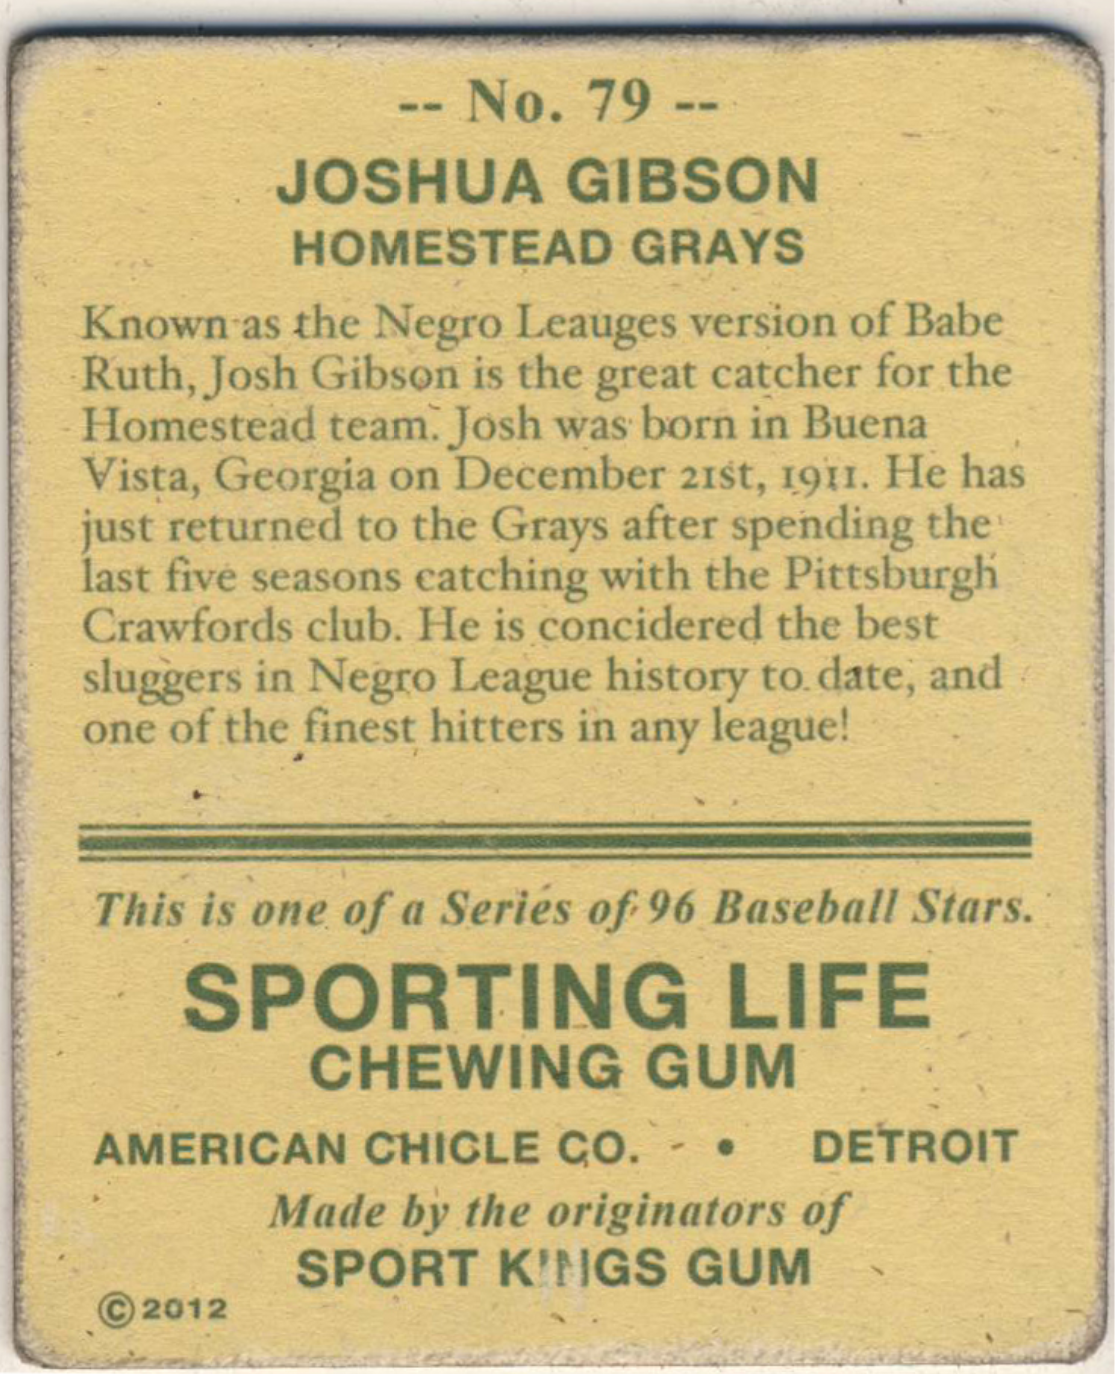 -- No. 79 --
JOSHUA GIBSON
HOMESTEAD GRAYS
Known as the Negro Leauges version of Babe
Ruth, Josh Gibson is the great catcher for the
Homestead team. Josh was born in Buena
Vista, Georgia on December 21st, 1911. He has
just returned to the Grays after spending the
last five seasons catching with the Pittsburgh
Crawfords club. He is concidered the best
sluggers in Negro League history to date, and
one of the finest hitters in any league!
This is one of a Series of 96 Baseball Stars.
SPORTING LIFE
CHEWING GUM
AMERICAN CHICLE CO. • DETROIT
Made by the originators of
SPORT KINGS GUM
©2012